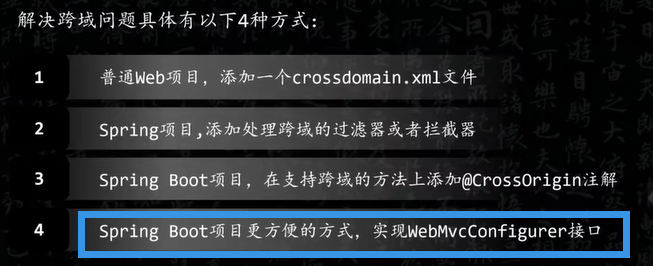 解决跨域问题具体有以下4种方式：
1 普通Web项目，添加一个crossdomain.xml文件
2 Spring项目,添加处理跨域的过滤器或者拦截器
3 Spring Boot项目，在支持跨域的方法上添加@CrossOrigin注解
4 Spring Boot项目更方便的方式，实现WebMvcConfigurer接口